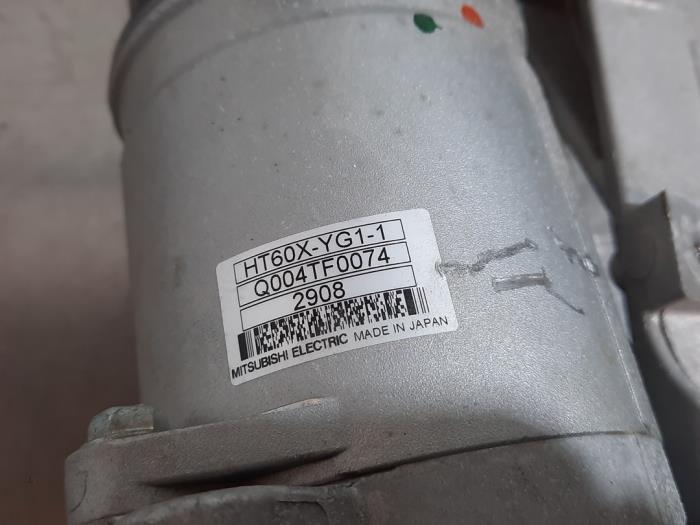 HT60X-YG1-1
Q004TF0074
2908
MITSUBISHI ELECTRIC MADE IN JAPAN